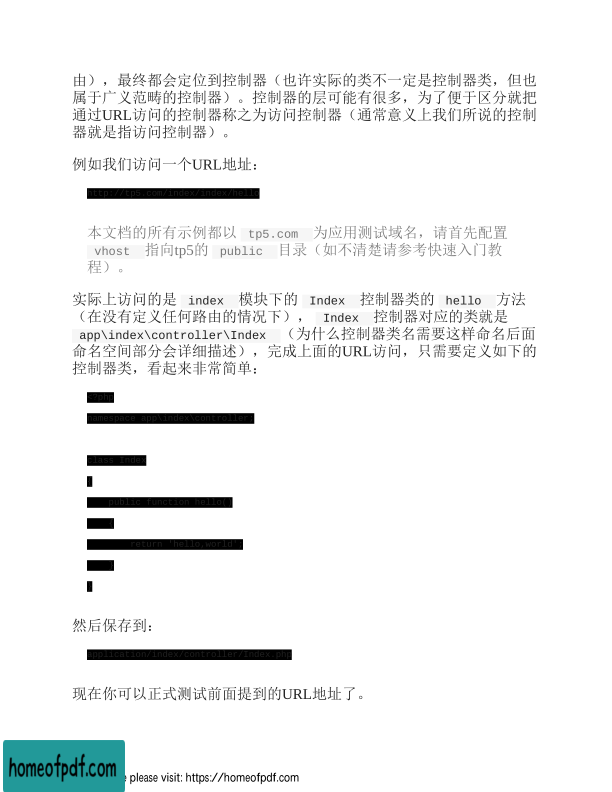 由），最终都会定位到控制器（也许实际的类不一定是控制器类，但也
属于广义范畴的控制器）。控制器的层可能有很多，为了便于区分就把
通过URL访问的控制器称之为访问控制器（通常意义上我们所说的控制
器就是指访问控制器）。
例如我们访问一个URL地址：
http://tp5.com/index/index/hello
本文档的所有示例都以 tp5.com 为应用测试域名，请首先配置
vhost 指向tp5的 public 目录（如不清楚请参考快速入门教
程）。
实际上访问的是 index 模块下的 Index 控制器类的 hello 方法
（在没有定义任何路由的情况下）， Index 控制器对应的类就是
app\index\controller\Index （为什么控制器类名需要这样命名后面
命名空间部分会详细描述），完成上面的URL访问，只需要定义如下的
控制器类，看起来非常简单：
<?php
namespace app\index\controller;
class Index
{
public function hello()
{
return 'hello,world';
}
}
然后保存到：
application/index/controller/Index.php
现在你可以正式测试前面提到的URL地址了。
homeofpdf.com
please visit: https://homeofpdf.com